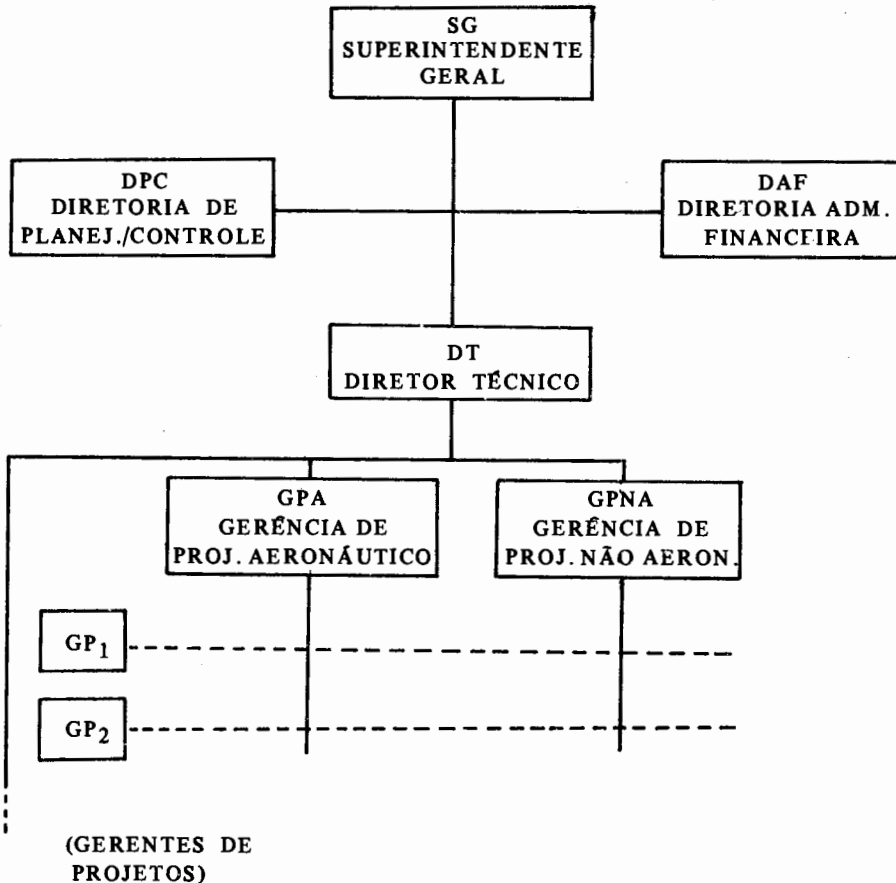 SG
SUPERINTENDENTE
GERAL
DPC
DIRETORIA DE
PLANEJ./CONTROLE
DAF
DIRETORIA ADM.
FINANCEIRA
DT
DIRETOR TÉCNICO
GPA
GERÊNCIA DE
PROJ. AERONÁUTICO
GPNA
GERÊNCIA DE
PROJ. NÃO AERON.
GP1
GP2
(GERENTES DE
PROJETOS)